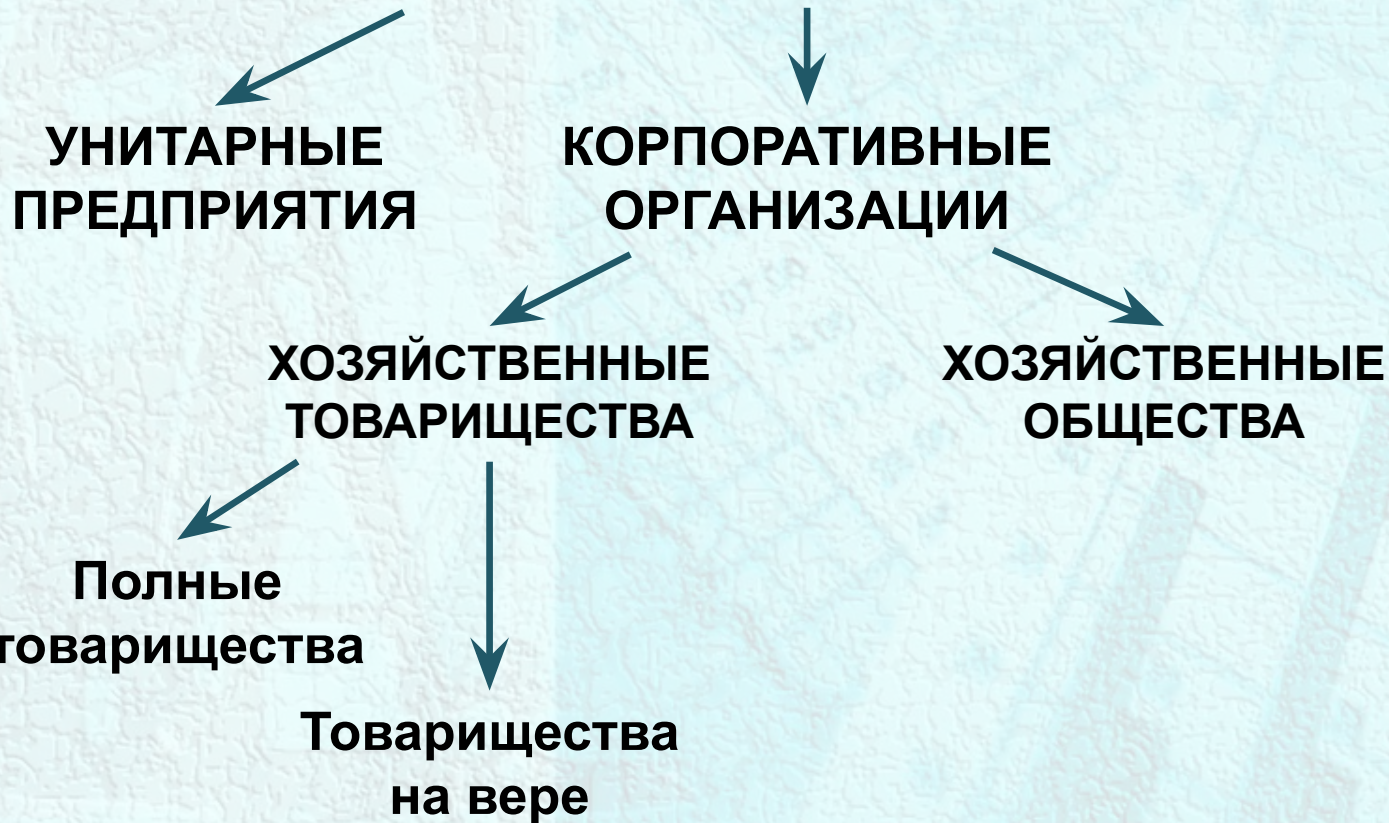 УНИТАРНЫЕ
ПРЕДПРИЯТИЯ
КОРПОРАТИВНЫЕ
ОРГАНИЗАЦИИ
ХОЗЯЙСТВЕННЫЕ
ТОВАРИЩЕСТВА
ХОЗЯЙСТВЕННЫЕ
ОБЩЕСТВА
Полные
товарищества
Товарищества
на вере